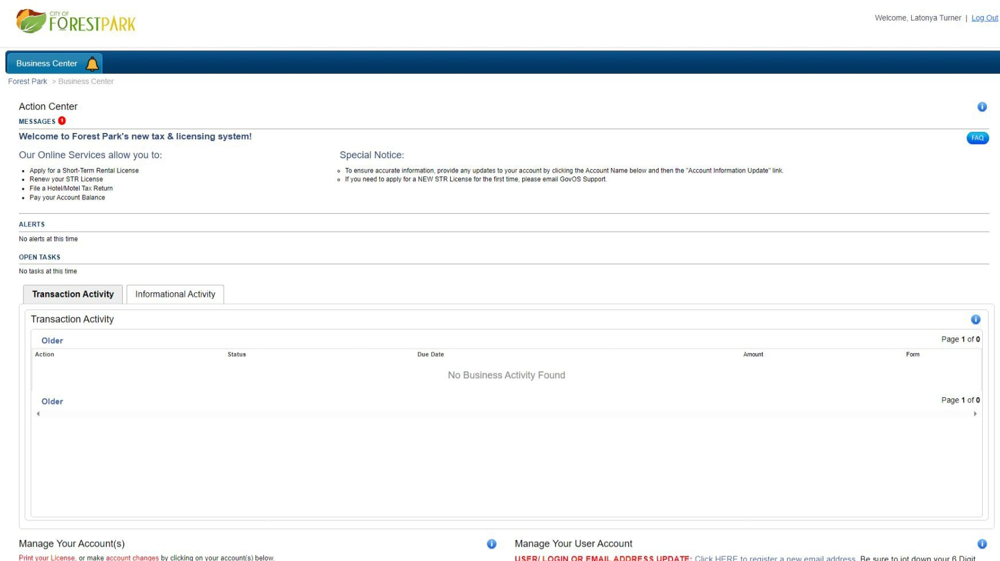 CITY OF
FORESTPARK
Welcome, Latonya Turner | Log Out
Business Center
Forest Park > Business Center
Action Center
MESSAGES 1
Welcome to Forest Park's new tax & licensing system!
FAQ
Our Online Services allow you to:
Apply for a Short-Term Rental License
Renew your STR License
File a Hotel/Motel Tax Return
Pay your Account Balance
Special Notice:
To ensure accurate information, provide any updates to your account by clicking the Account Name below and then the "Account Information Update" link.
If you need to apply for a NEW STR License for the first time, please email GovOS Support.
ALERTS
No alerts at this time
OPEN TASKS
No tasks at this time
Transaction Activity Informational Activity
Transaction Activity
Older Page 1 of 0
Action Status Due Date Amount Form
No Business Activity Found
Older Page 1 of 0
Manage Your Account(s)
Print your License, or make account changes by clicking on your account(s) below.
Manage Your User Account
USER/ LOGIN OR EMAIL ADDRESS UPDATE: Click HERE to register a new email address. Be sure to jot down your 6 Digit